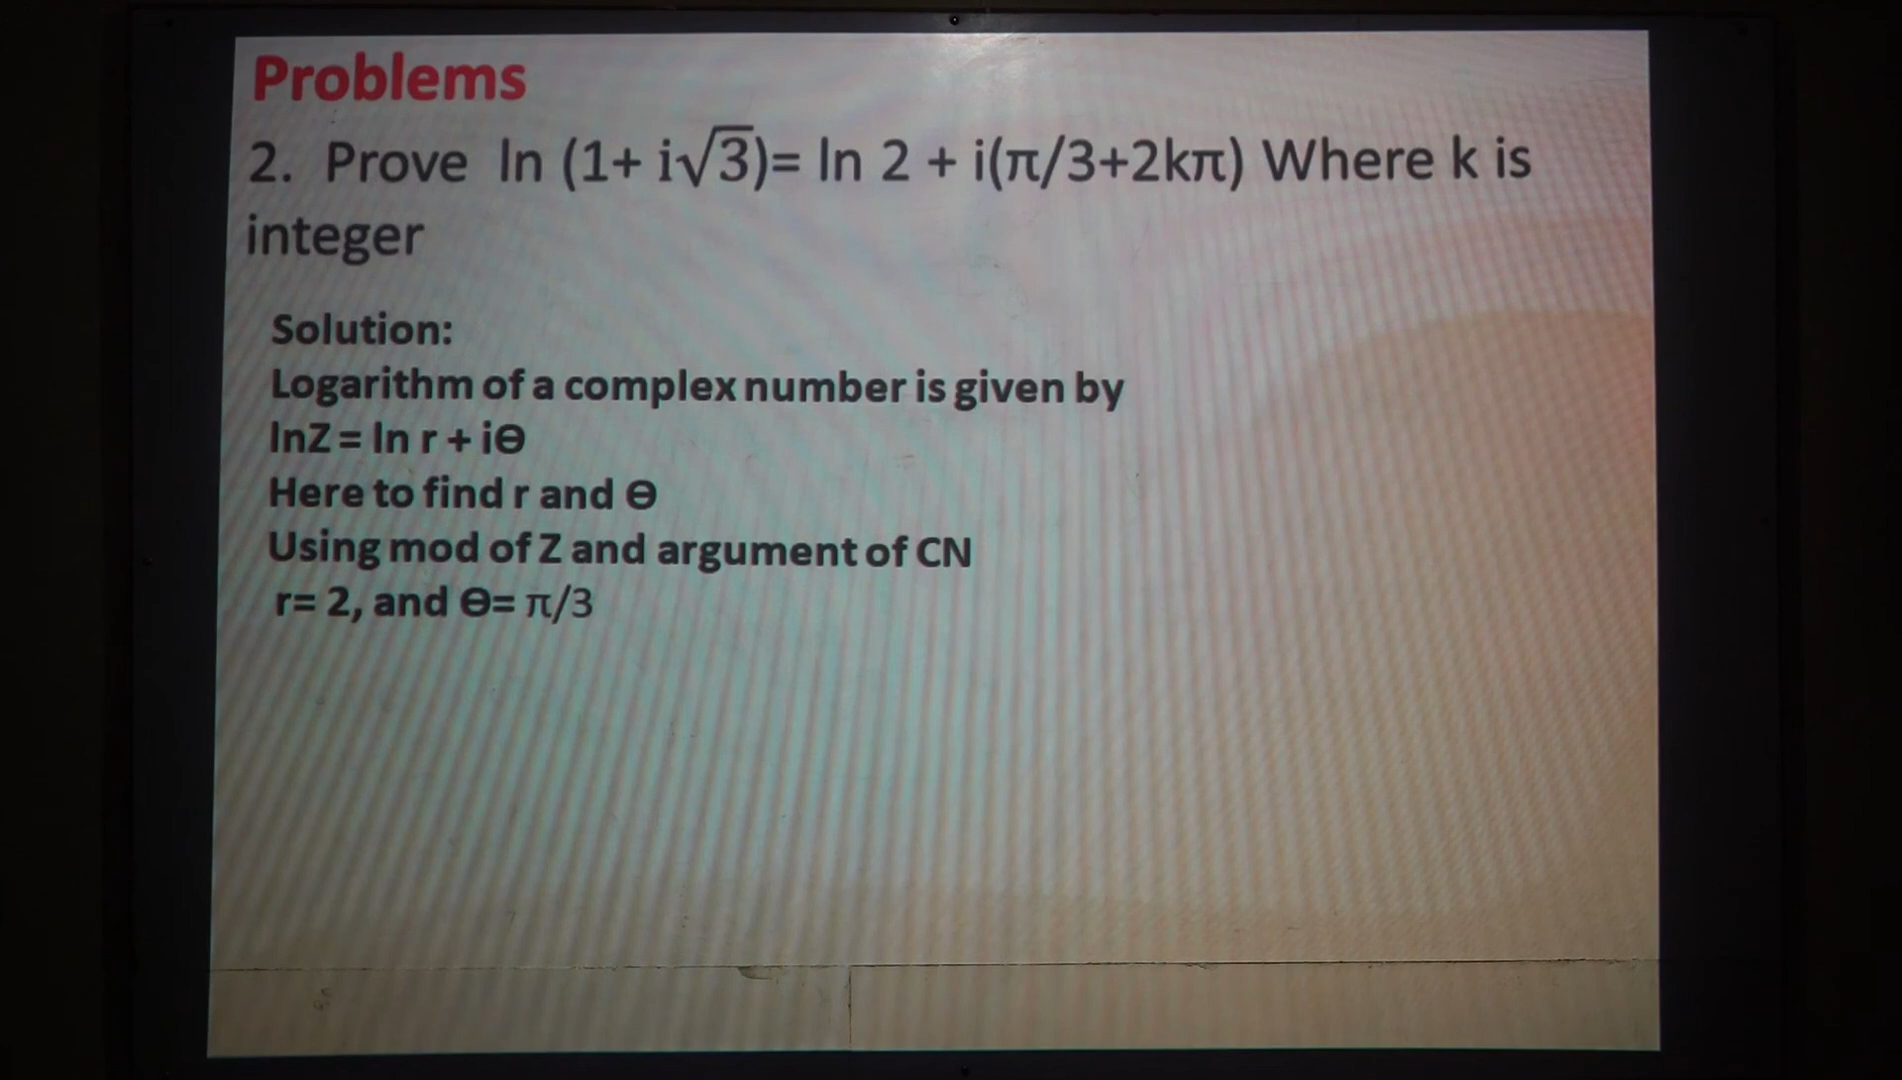 Problems
2. Prove ln (1+ i√3)= ln 2 + i(π/3+2kπ) Where k is
integer
Solution:
Logarithm of a complex number is given by
lnZ = ln r + iӨ
Here to find r and Ө
Using mod of Z and argument of CN
r= 2, and Ө= π/3